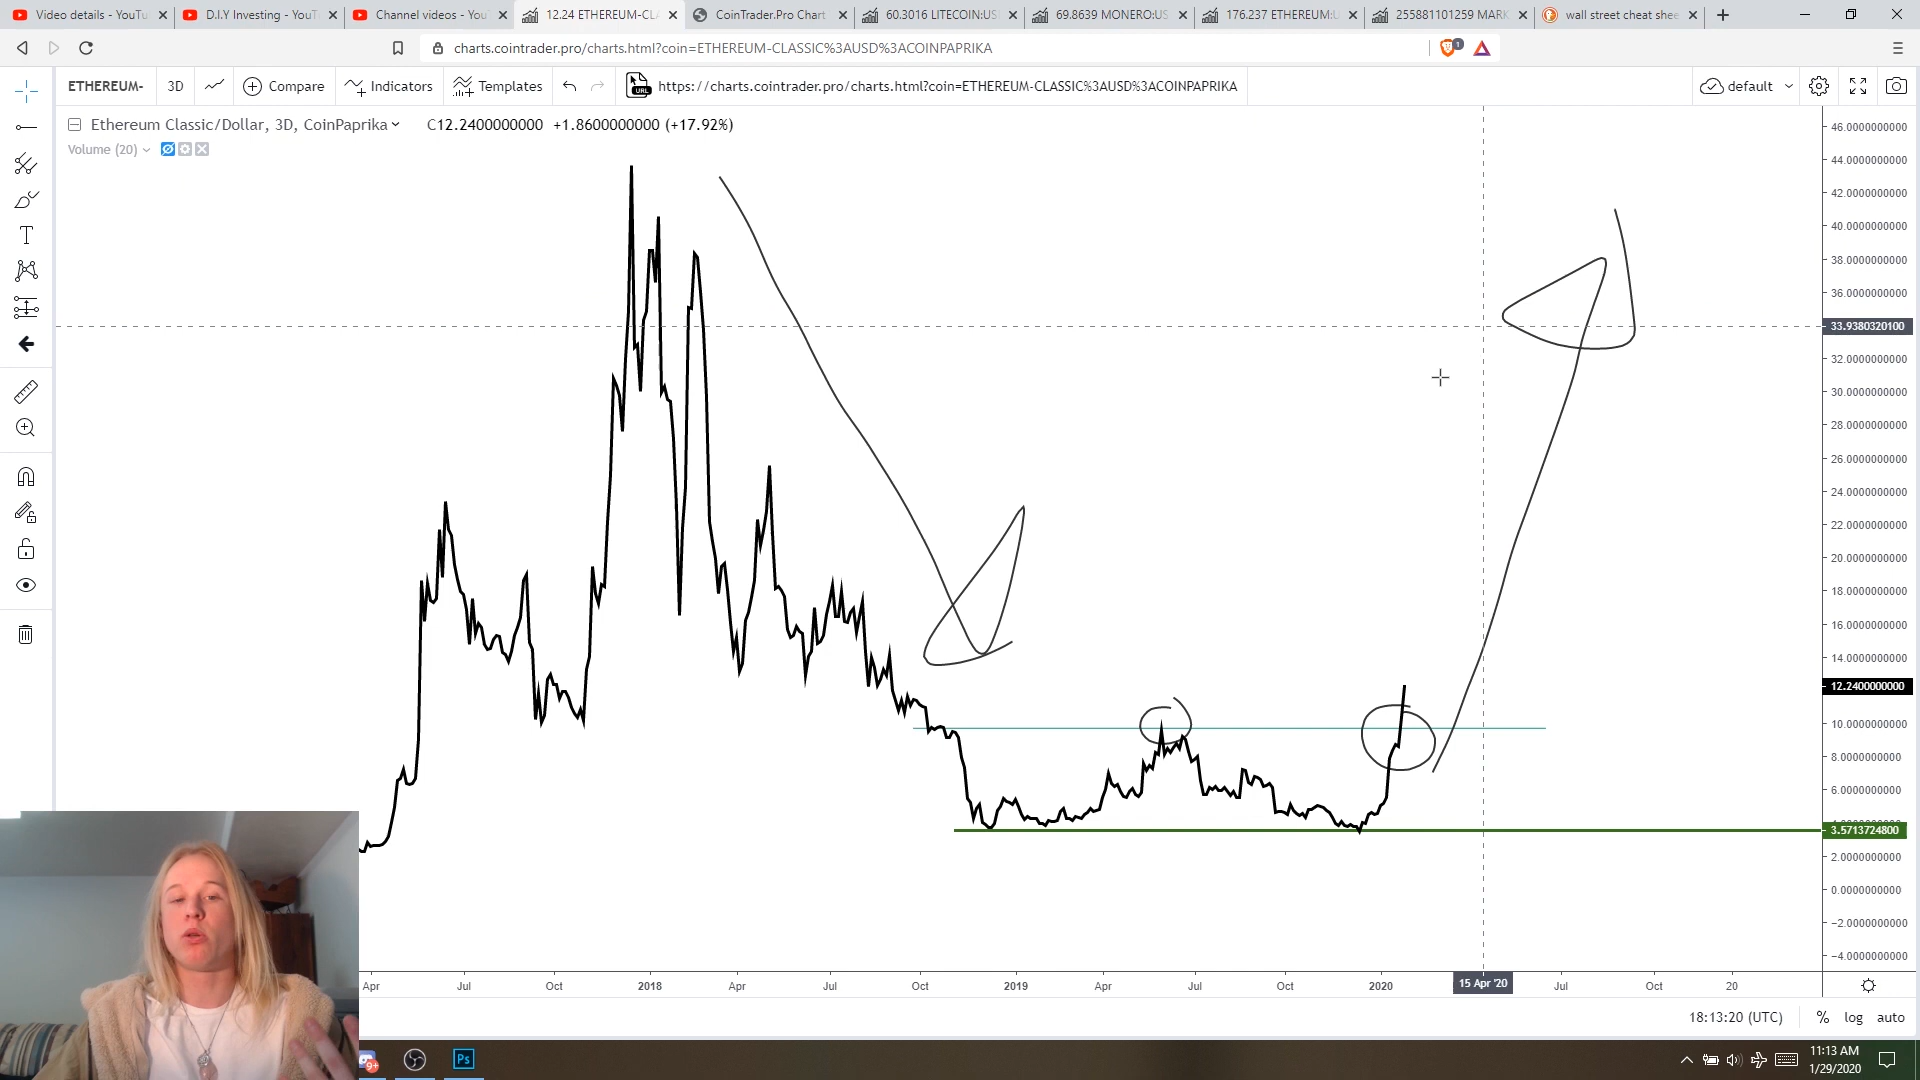 Video details - YouTu
D.I.Y Investing - YouT
Channel videos - You
12.24 ETHEREUM-CLA
CoinTrader.Pro Chart
60.3016 LITECOIN:US
69.8639 MONERO:US
176.237 ETHEREUM:U
255881101259 MARK
wall street cheat shee
charts.cointrader.pro/charts.html?coin=ETHEREUM-CLASSIC%3AUSD%3ACOINPAPRIKA
1
ETHEREUM-
3D
Compare
Indicators
Templates
URL
https://charts.cointrader.pro/charts.html?coin=ETHEREUM-CLASSIC%3AUSD%3ACOINPAPRIKA
default
Ethereum Classic/Dollar, 3D, CoinPaprika
C12.2400000000 +1.8600000000 (+17.92%)
Volume (20)
46.0000000000
44.0000000000
42.0000000000
40.0000000000
38.0000000000
36.0000000000
33.9380320100
32.0000000000
30.0000000000
28.0000000000
26.0000000000
24.0000000000
22.0000000000
20.0000000000
18.0000000000
16.0000000000
14.0000000000
12.2400000000
10.0000000000
8.0000000000
6.0000000000
3.5713724800
2.0000000000
0.0000000000
-2.0000000000
-4.0000000000
Apr Jul Oct 2018 Apr Jul Oct 2019 Apr Jul Oct 2020 15 Apr '20 Jul Oct 20
18:13:20 (UTC) % log auto
9+
Ps
11:13 AM
1/29/2020